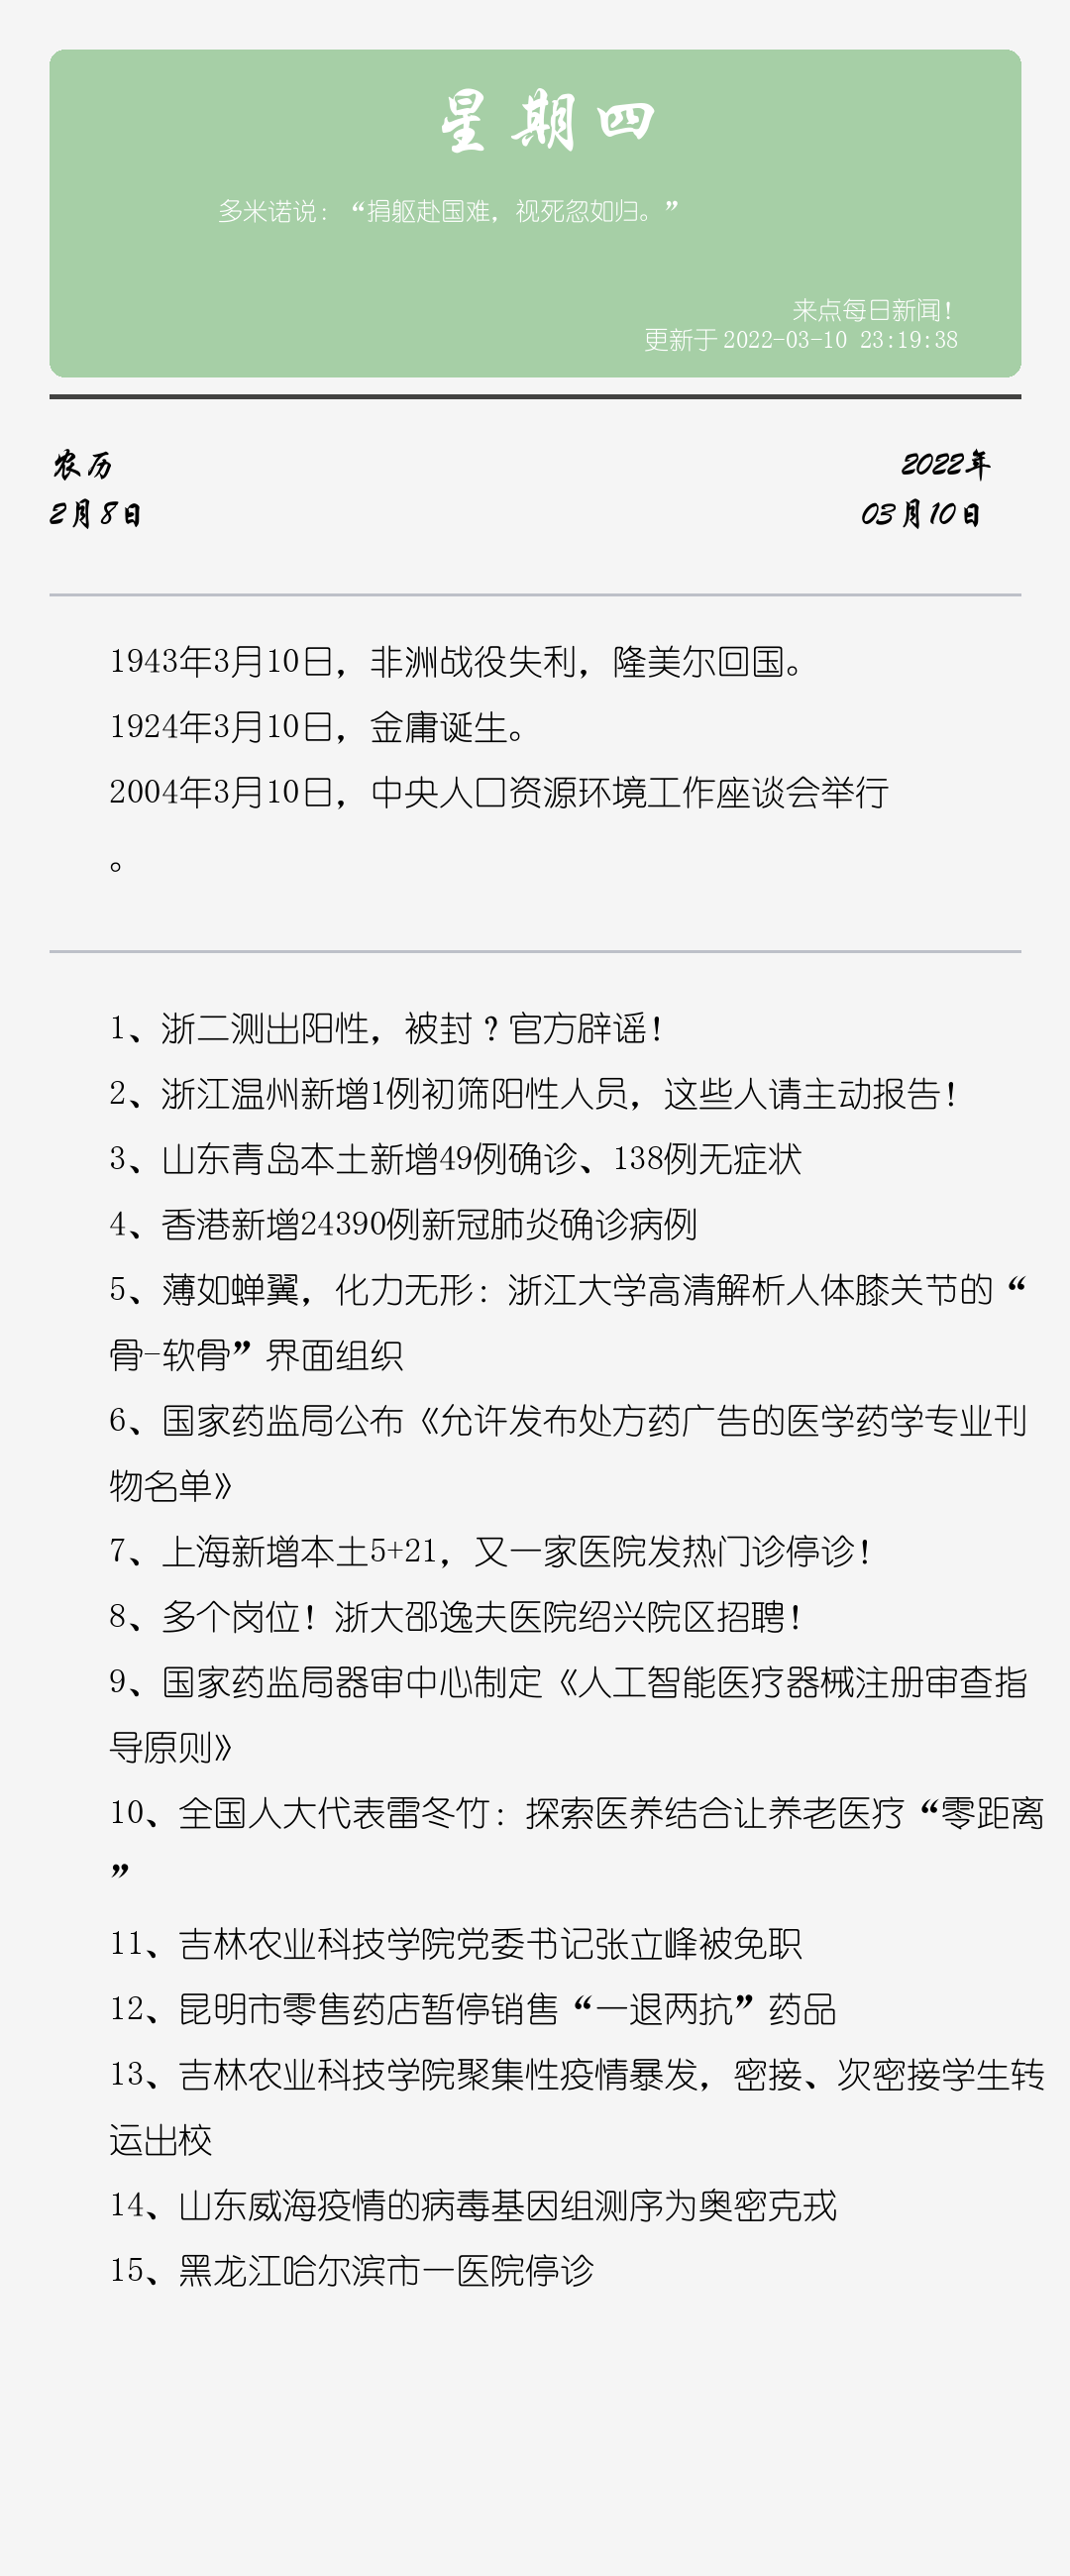 星期四
多米诺说：“捐躯赴国难，视死忽如归。”
来点每日新闻！
更新于 2022-03-10 23:19:38
农历
2022年
2月8日
03月10日
1943年3月10日，非洲战役失利，隆美尔回国。
1924年3月10日，金庸诞生。
2004年3月10日，中央人口资源环境工作座谈会举行
。
1、浙二测出阳性，被封？官方辟谣！
2、浙江温州新增1例初筛阳性人员，这些人请主动报告！
3、山东青岛本土新增49例确诊、138例无症状
4、香港新增24390例新冠肺炎确诊病例
5、薄如蝉翼，化力无形：浙江大学高清解析人体膝关节的“
骨-软骨”界面组织
6、国家药监局公布《允许发布处方药广告的医学药学专业刊
物名单》
7、上海新增本土5+21，又一家医院发热门诊停诊！
8、多个岗位！浙大邵逸夫医院绍兴院区招聘！
9、国家药监局器审中心制定《人工智能医疗器械注册审查指
导原则》
10、全国人大代表雷冬竹：探索医养结合让养老医疗“零距离
”
11、吉林农业科技学院党委书记张立峰被免职
12、昆明市零售药店暂停销售“一退两抗”药品
13、吉林农业科技学院聚集性疫情暴发，密接、次密接学生转
运出校
14、山东威海疫情的病毒基因组测序为奥密克戎
15、黑龙江哈尔滨市一医院停诊